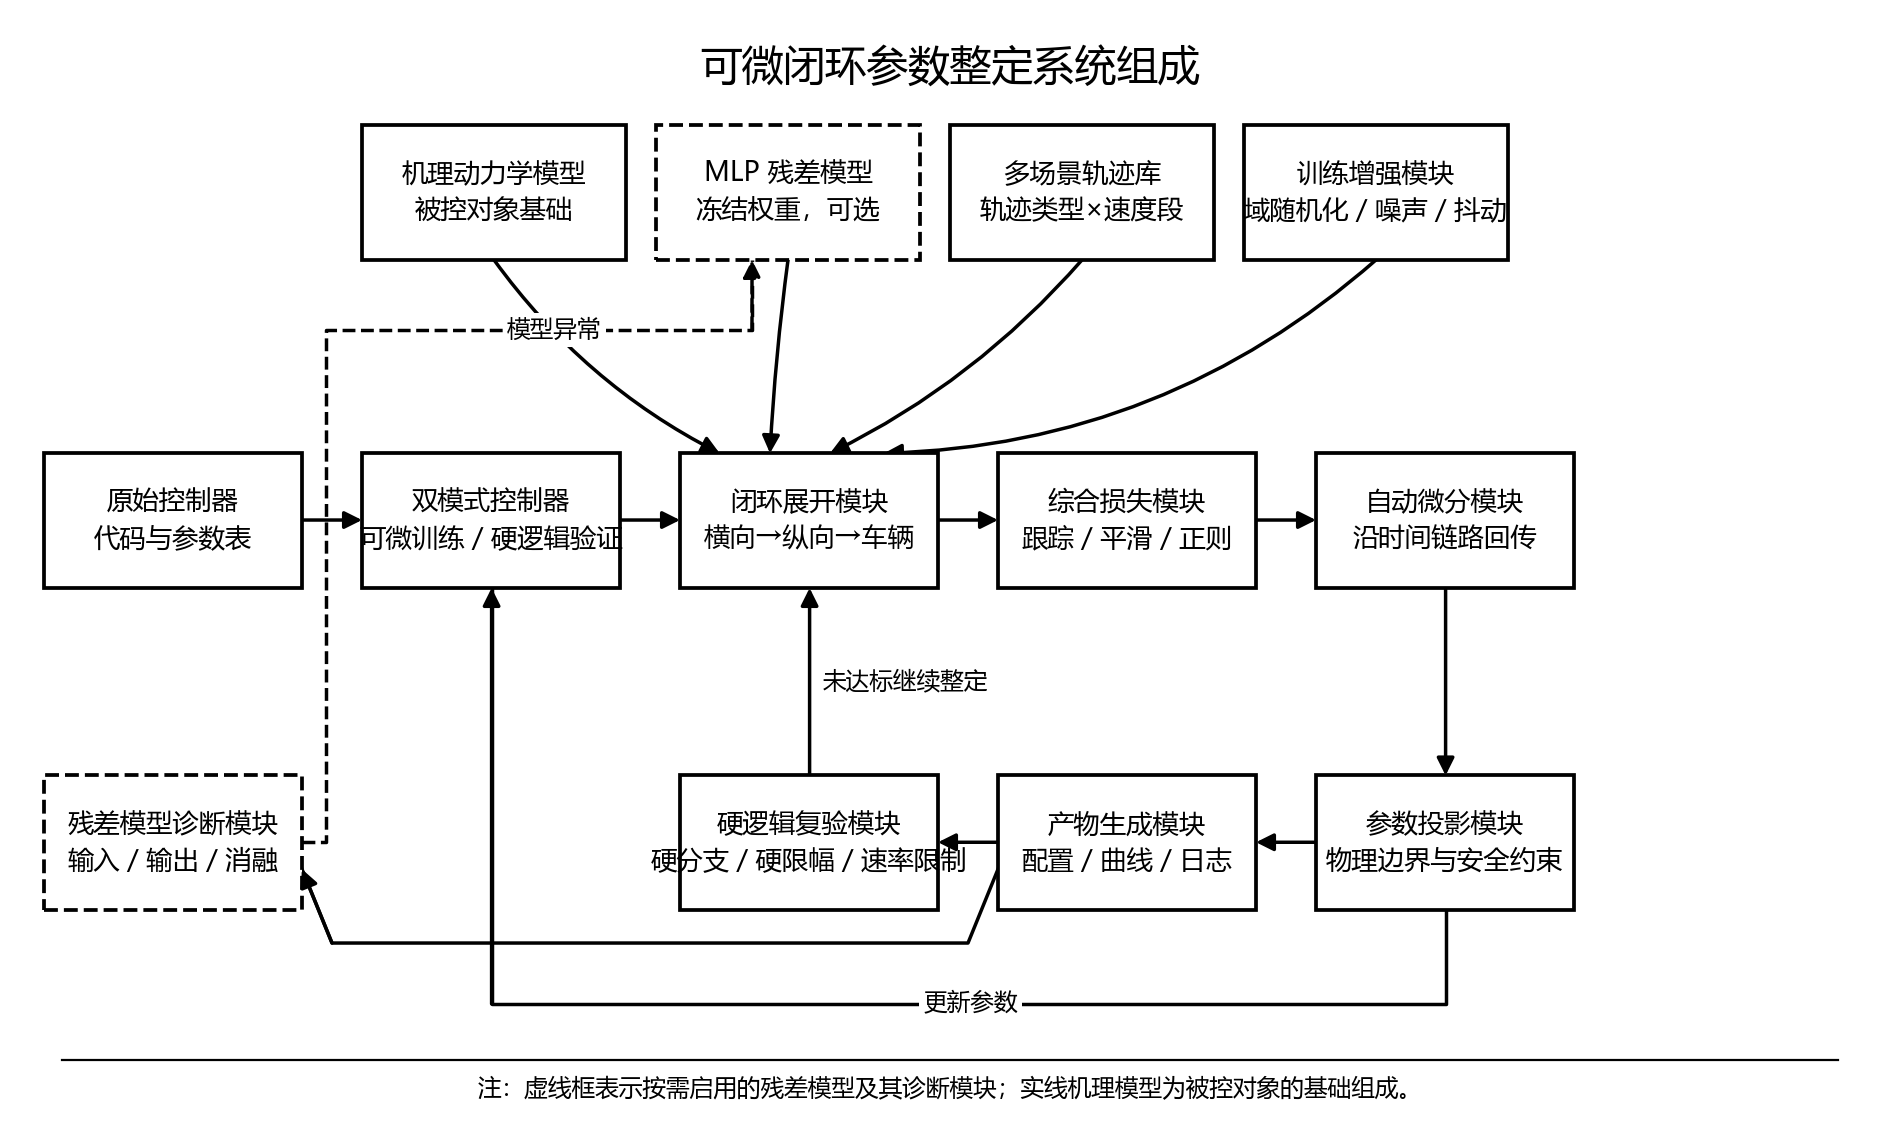 可微闭环参数整定系统组成
机理动力学模型
被控对象基础
MLP 残差模型
冻结权重，可选
多场景轨迹库
轨迹类型×速度段
训练增强模块
域随机化 / 噪声 / 抖动
模型异常
原始控制器
代码与参数表
双模式控制器
可微训练 / 硬逻辑验证
闭环展开模块
横向→纵向→车辆
综合损失模块
跟踪 / 平滑 / 正则
自动微分模块
沿时间链路回传
未达标继续整定
残差模型诊断模块
输入 / 输出 / 消融
硬逻辑复验模块
硬分支 / 硬限幅 / 速率限制
产物生成模块
配置 / 曲线 / 日志
参数投影模块
物理边界与安全约束
更新参数
注：虚线框表示按需启用的残差模型及其诊断模块；实线机理模型为被控对象的基础组成。